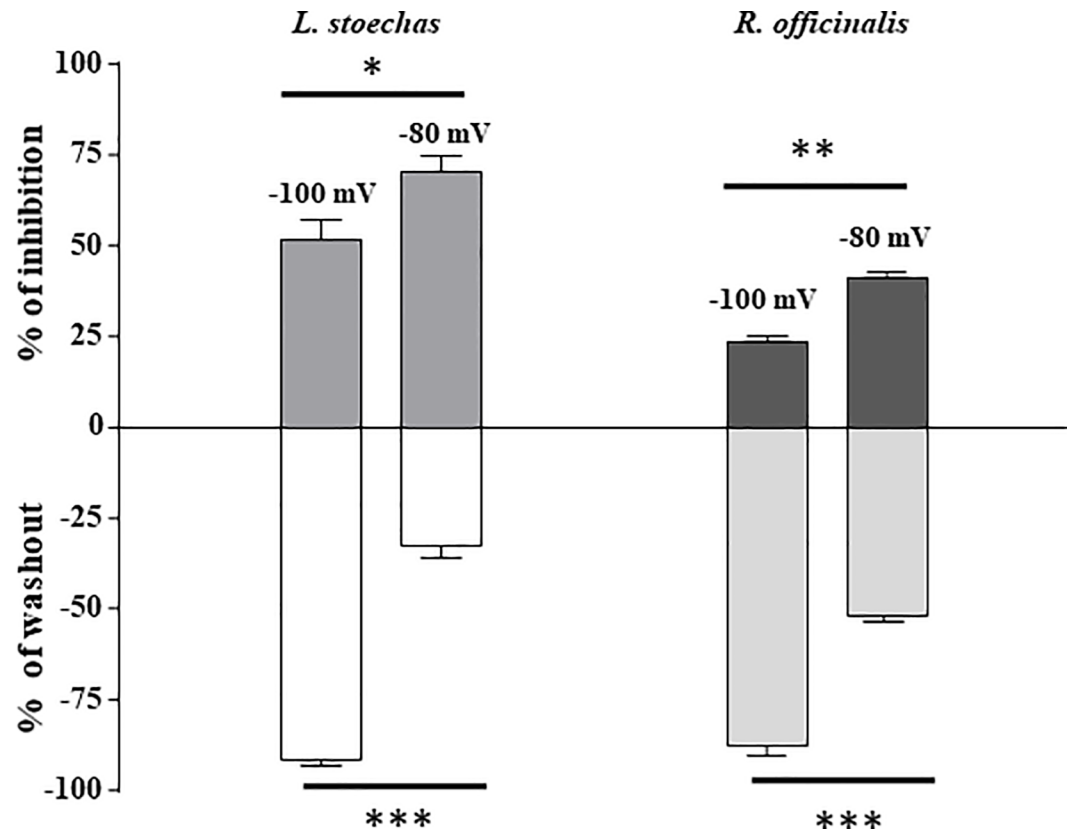 L. stoechas
R. officinalis
% of inhibition
% of washout
100
75
50
25
0
-25
-50
-75
-100
*
-100 mV
-80 mV
**
-100 mV
-80 mV
***
***